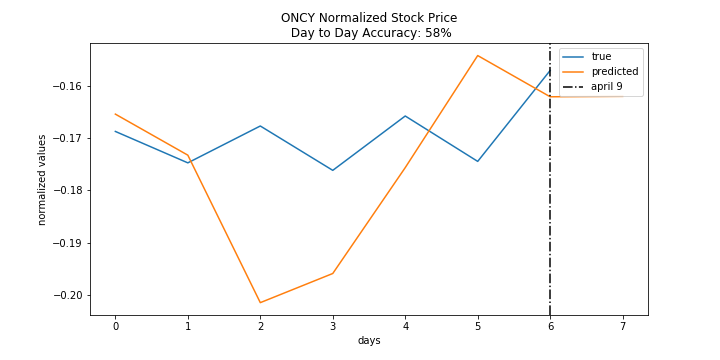 ONCY Normalized Stock Price
Day to Day Accuracy: 58%
true
predicted
april 9
normalized values
−0.16
−0.17
−0.18
−0.19
−0.20
0 1 2 3 4 5 6 7
days